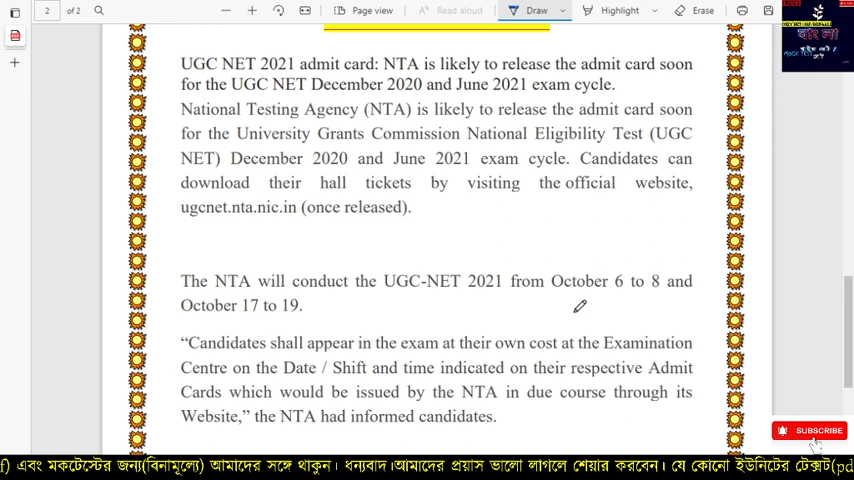 2 of 2
Page view
Read aloud
Draw
Highlight
Erase
LIVE
বাংলা
UGC NET 2021 admit card: NTA is likely to release the admit card soon
for the UGC NET December 2020 and June 2021 exam cycle.
National Testing Agency (NTA) is likely to release the admit card soon
for the University Grants Commission National Eligibility Test (UGC
NET) December 2020 and June 2021 exam cycle. Candidates can
download their hall tickets by visiting the official website,
ugcnet.nta.nic.in (once released).
The NTA will conduct the UGC-NET 2021 from October 6 to 8 and
October 17 to 19.
“Candidates shall appear in the exam at their own cost at the Examination
Centre on the Date / Shift and time indicated on their respective Admit
Cards which would be issued by the NTA in due course through its
Website,” the NTA had informed candidates.
SUBSCRIBE
f) এবং মকটেস্টের জন্য(বিনামূল্যে) আমাদের সঙ্গে থাকুন। ধন্যবাদ।আমাদের প্রয়াস ভালো লাগলে শেয়ার করবেন। যে কোনো ইউনিটের টেক্সট(pd